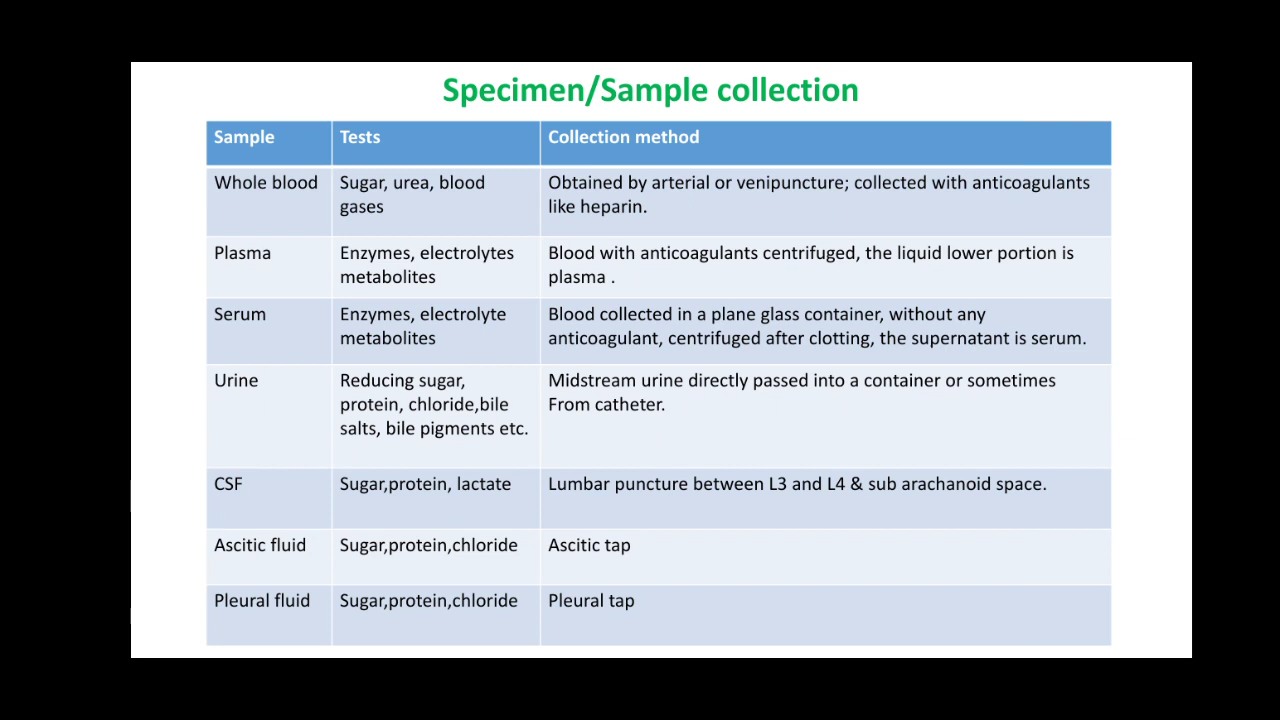 Specimen/Sample collection
Sample Tests Collection method
Whole blood Sugar, urea, blood Obtained by arterial or venipuncture; collected with anticoagulants
gases like heparin.
Plasma Enzymes, electrolytes Blood with anticoagulants centrifuged, the liquid lower portion is
metabolites plasma .
Serum Enzymes, electrolyte Blood collected in a plane glass container, without any
metabolites anticoagulant, centrifuged after clotting, the supernatant is serum.
Urine Reducing sugar, Midstream urine directly passed into a container or sometimes
protein, chloride,bile From catheter.
salts, bile pigments etc.
CSF Sugar,protein, lactate Lumbar puncture between L3 and L4 & sub arachanoid space.
Ascitic fluid Sugar,protein,chloride Ascitic tap
Pleural fluid Sugar,protein,chloride Pleural tap